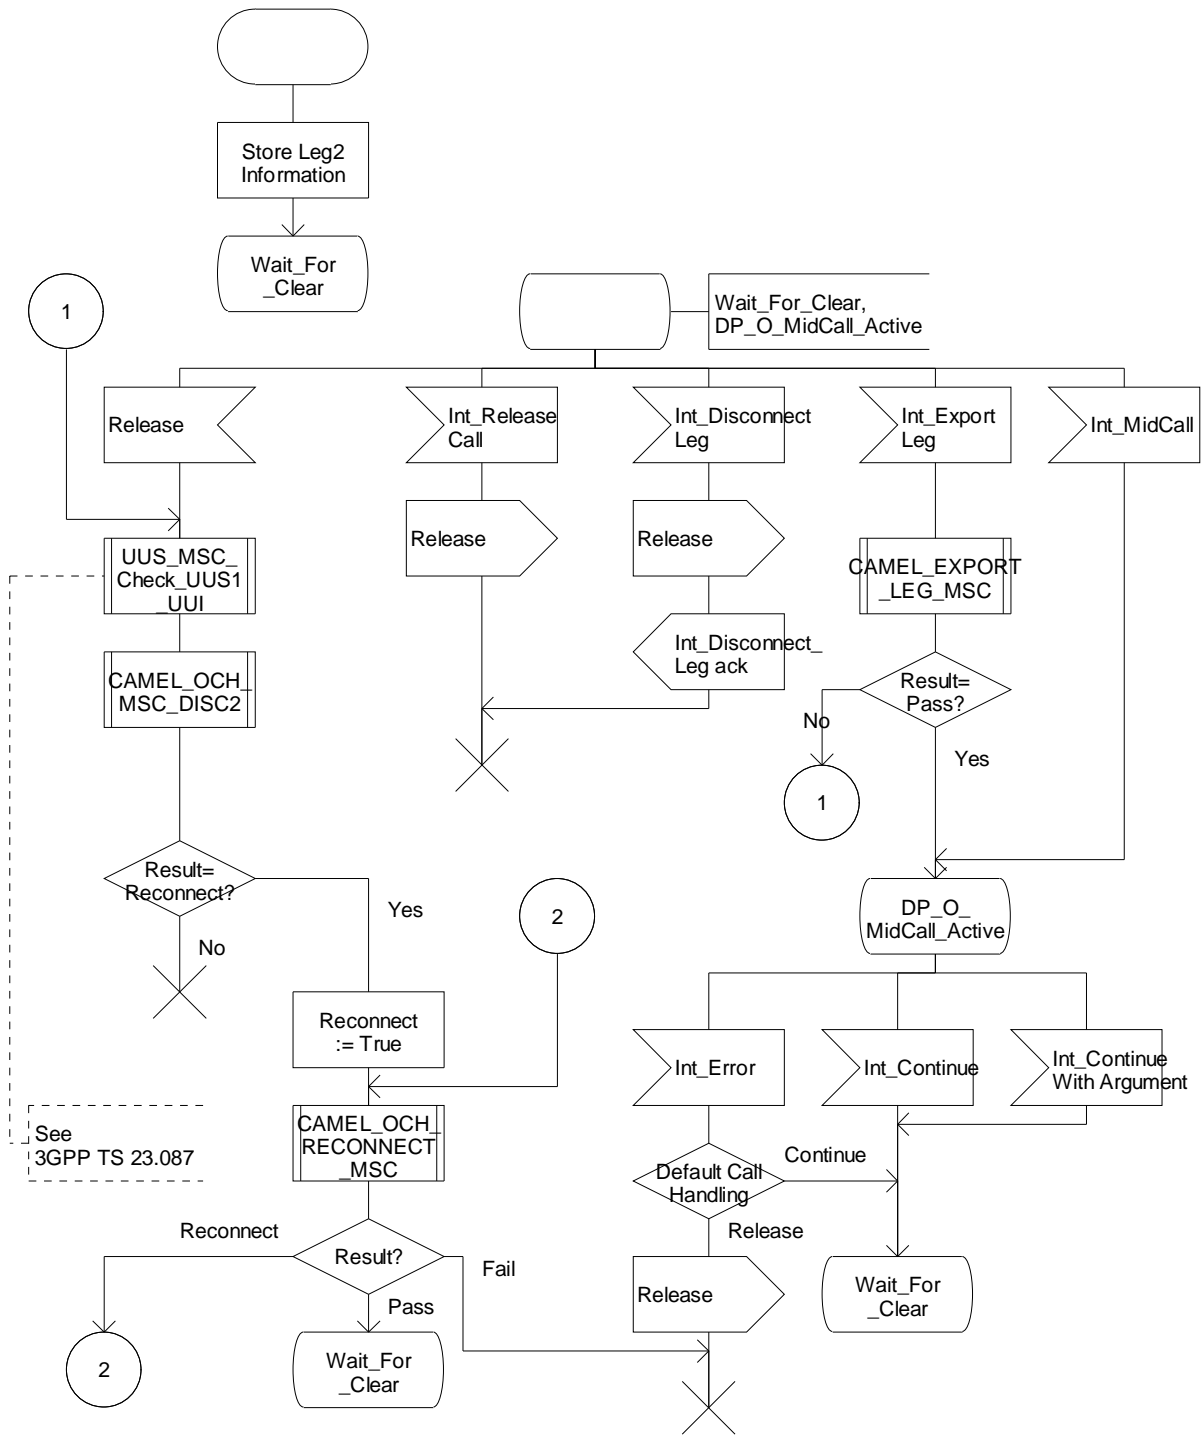 Store Leg2
Information
Wait_For
_Clear
1
Wait_For_Clear,
DP_O_MidCall_Active
Release
Int_Release
Call
Int_Disconnect
Leg
Int_Export
Leg
Int_MidCall
Release
Release
UUS_MSC_
Check_UUS1
_UUI
CAMEL_EXPORT
_LEG_MSC
Int_Disconnect_
Leg ack
CAMEL_OCH_
MSC_DISC2
Result=
Pass?
No
Yes
1
Result=
Reconnect?
Yes
No
2
DP_O_
MidCall_Active
Reconnect
:= True
Int_Error
Int_Continue
Int_Continue
With Argument
See
3GPP TS 23.087
CAMEL_OCH_
RECONNECT
_MSC
Continue
Default Call
Handling
Release
Reconnect
Result?
Fail
Pass
Release
Wait_For
_Clear
2
Wait_For
_Clear